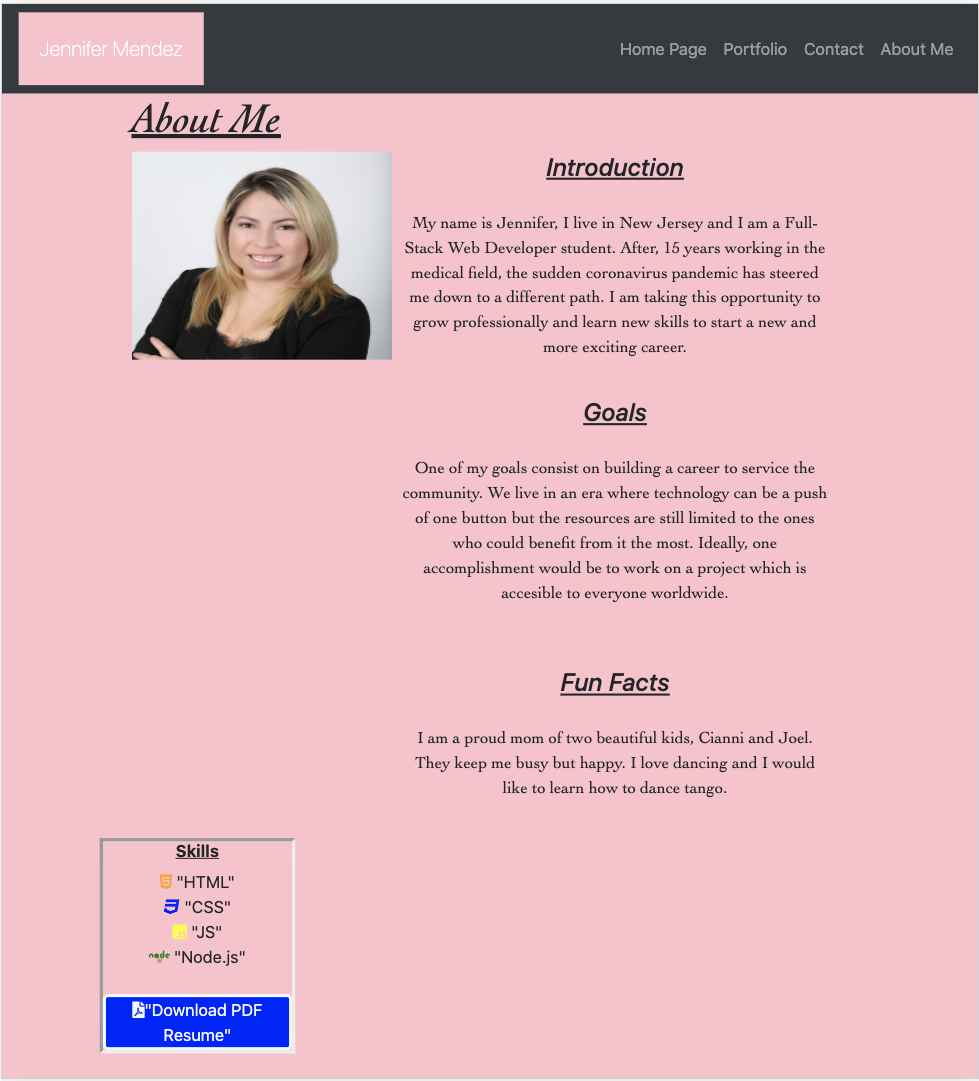 Jennifer Mendez
Home Page Portfolio Contact About Me
About Me
Introduction
My name is Jennifer, I live in New Jersey and I am a Full-
Stack Web Developer student. After, 15 years working in the
medical field, the sudden coronavirus pandemic has steered
me down to a different path. I am taking this opportunity to
grow professionally and learn new skills to start a new and
more exciting career.
Goals
One of my goals consist on building a career to service the
community. We live in an era where technology can be a push
of one button but the resources are still limited to the ones
who could benefit from it the most. Ideally, one
accomplishment would be to work on a project which is
accesible to everyone worldwide.
Fun Facts
I am a proud mom of two beautiful kids, Cianni and Joel.
They keep me busy but happy. I love dancing and I would
like to learn how to dance tango.
Skills
"HTML"
"CSS"
JS "JS"
node "Node.js"
"Download PDF
Resume"